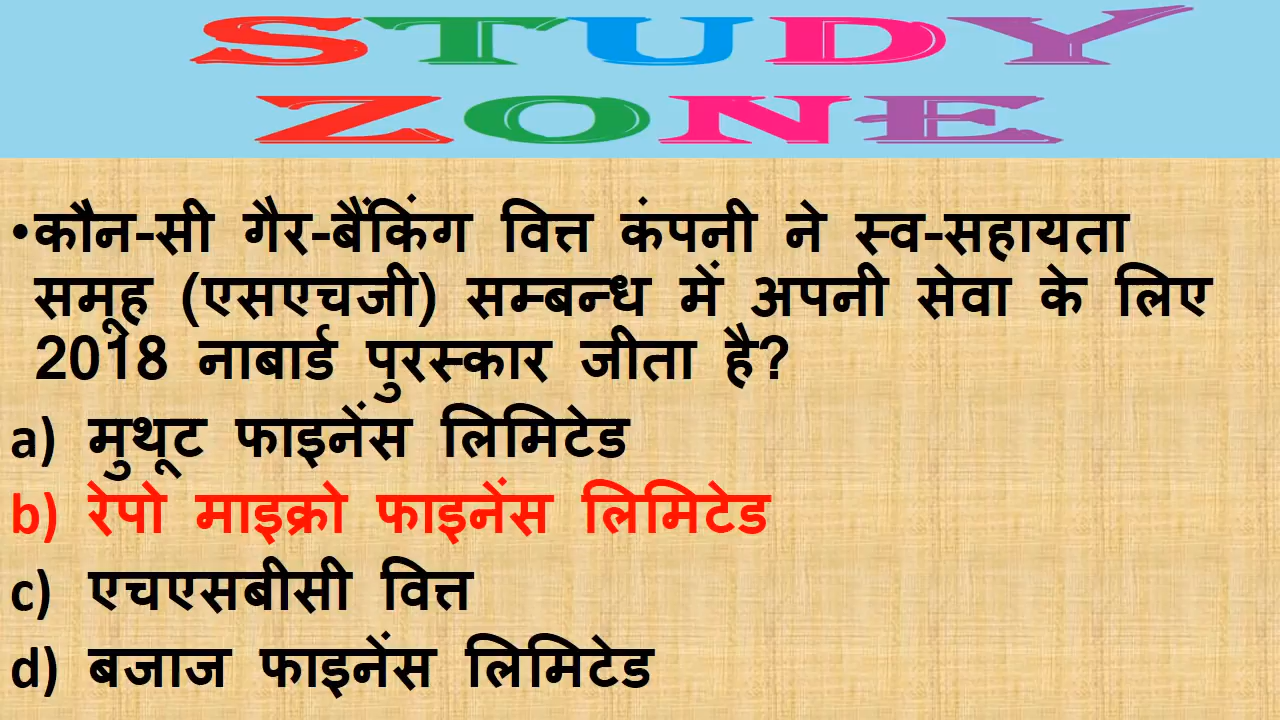 STUDY
ZONE
•कौन-सी गैर-बैंकिंग वित्त कंपनी ने स्व-सहायता
समूह (एसएचजी) सम्बन्ध में अपनी सेवा के लिए
2018 नाबार्ड पुरस्कार जीता है?
a) मुथूट फाइनेंस लिमिटेड
b) रेपो माइक्रो फाइनेंस लिमिटेड
c) एचएसबीसी वित्त
d) बजाज फाइनेंस लिमिटेड